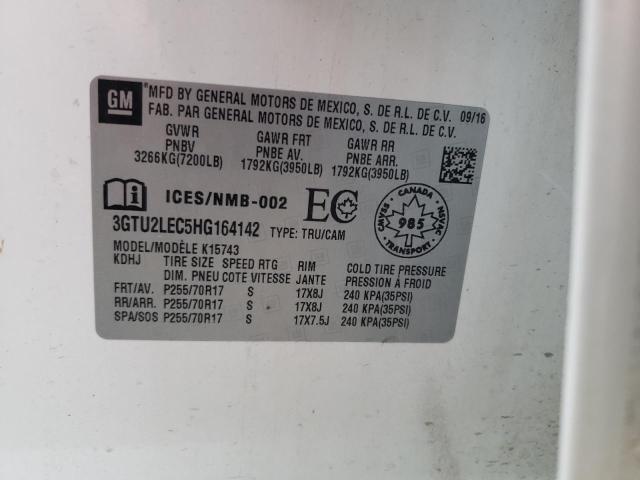 GM
MFD BY GENERAL MOTORS DE MEXICO, S. DE R.L. DE C.V. 09/16
FAB. PAR GENERAL MOTORS DE MEXICO, S. DE R.L. DE C.V.
GVWR GAWR FRT GAWR RR
PNBV PNBE AV. PNBE ARR.
3266KG(7200LB) 1792KG(3950LB) 1792KG(3950LB)
ICES/NMB-002 EC
3GTU2LEC5HG164142 TYPE: TRU/CAM
CANADA
CMVSS NSVAC
985
TRANSPORT
MODEL/MODÈLE K15743
KDHJ TIRE SIZE SPEED RTG RIM COLD TIRE PRESSURE
DIM. PNEU COTE VITESSE JANTE PRESSION À FROID
FRT/AV. P255/70R17 S 17X8J 240 KPA(35PSI)
RR/ARR. P255/70R17 S 17X8J 240 KPA(35PSI)
SPA/SOS P255/70R17 S 17X7.5J 240 KPA(35PSI)